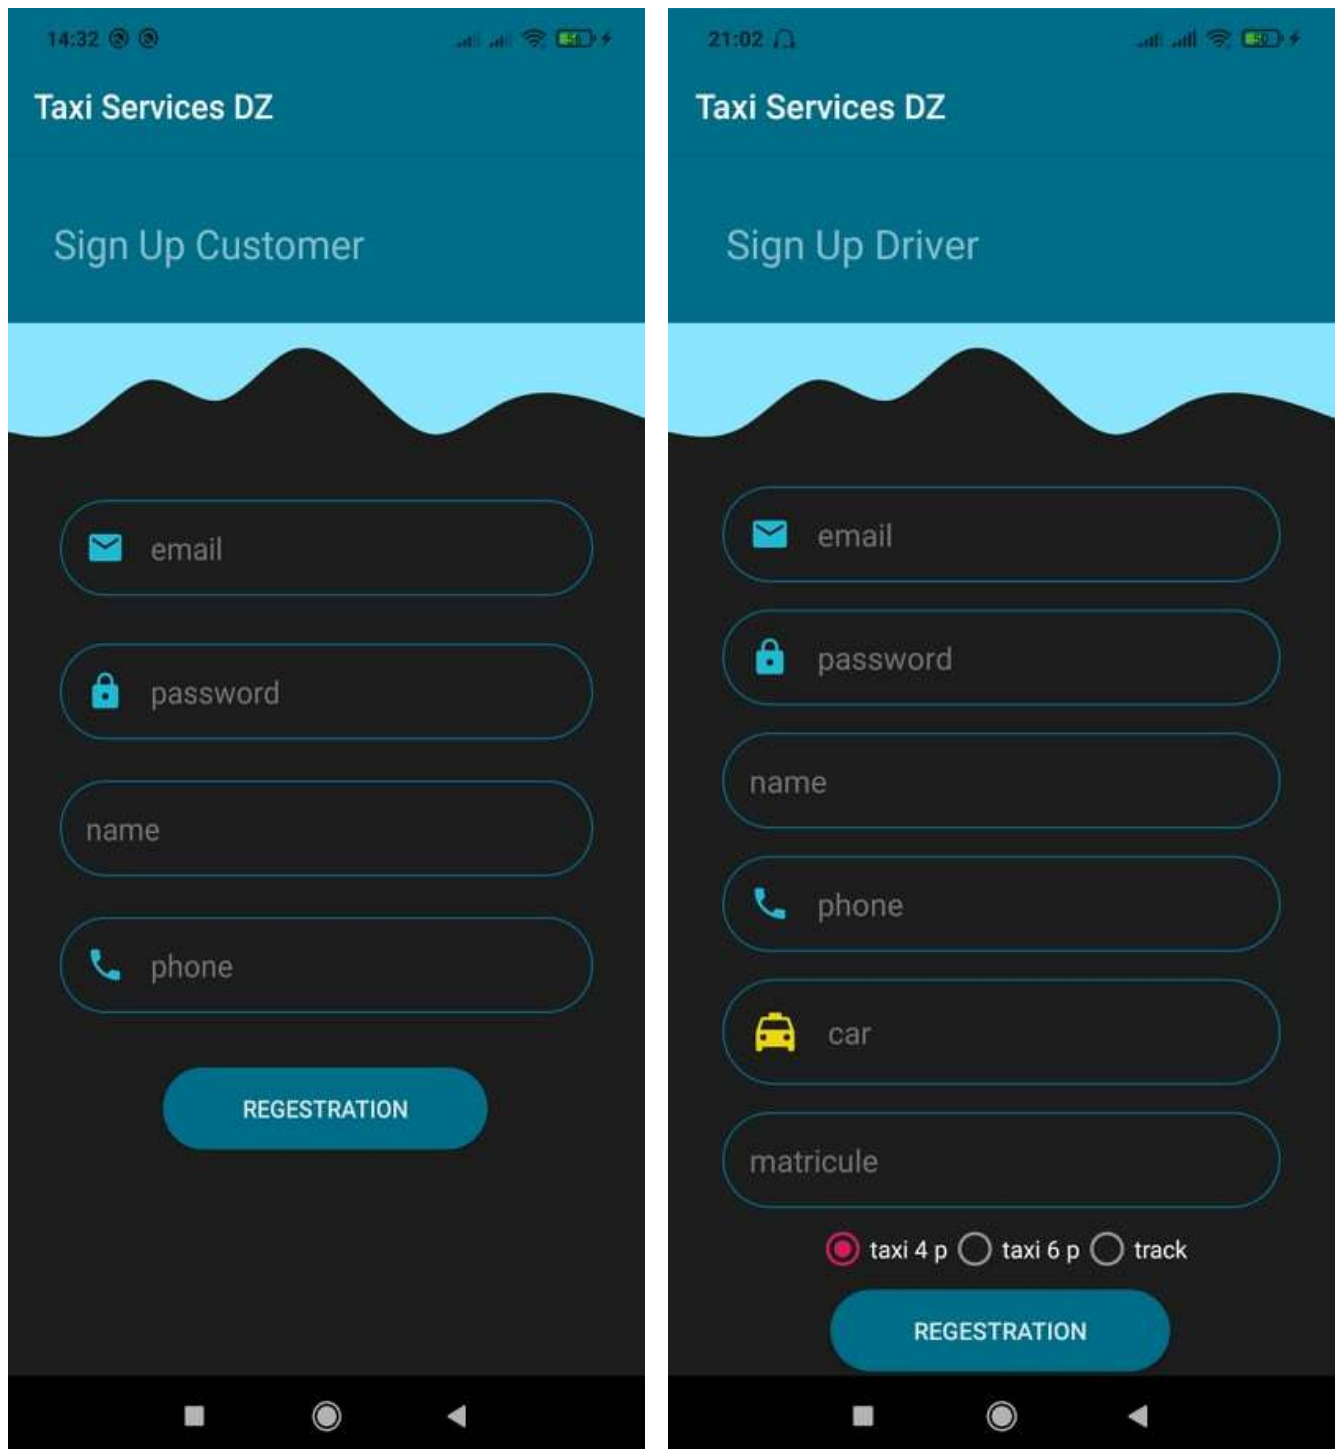 14:32
Taxi Services DZ
Sign Up Customer
email
password
name
phone
REGESTRATION
21:02
Taxi Services DZ
Sign Up Driver
email
password
name
phone
car
matricule
taxi 4 p taxi 6 p track
REGESTRATION